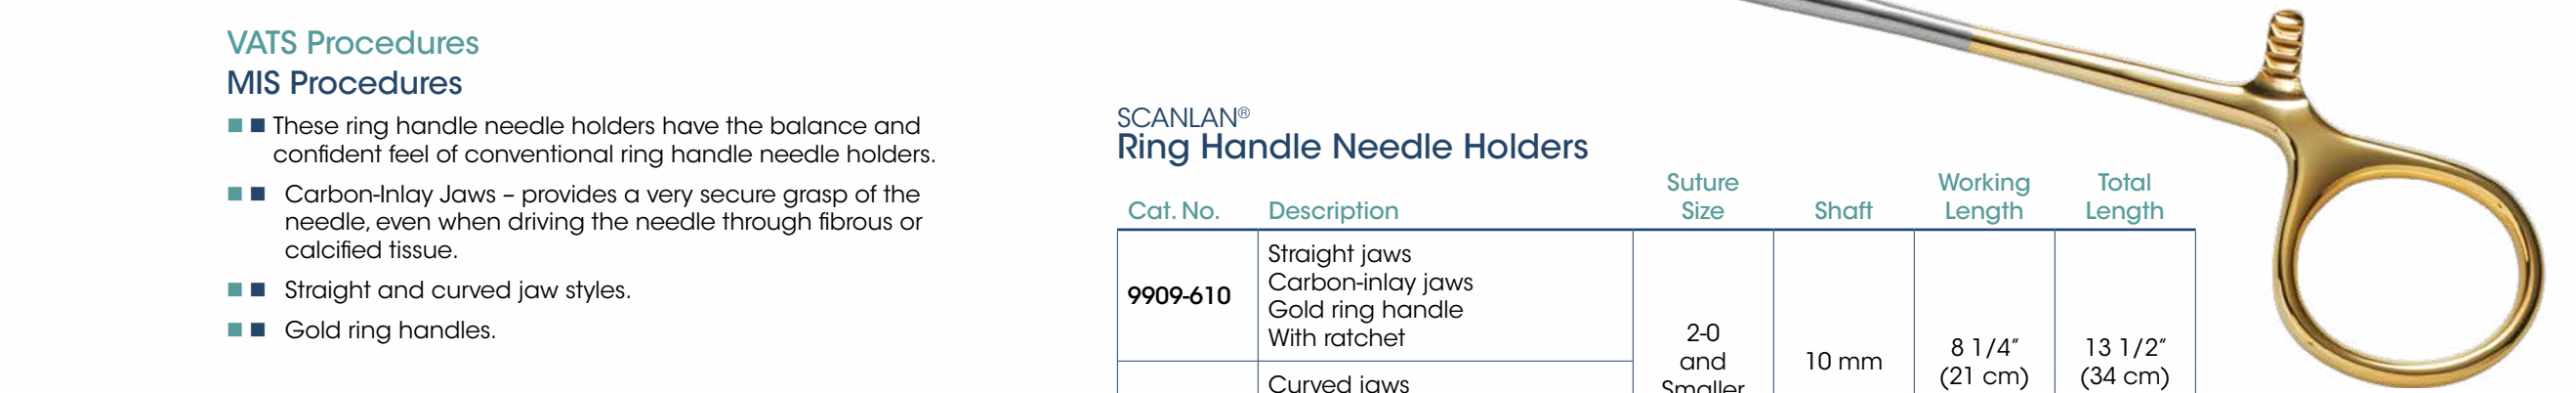 VATS Procedures
MIS Procedures
These ring handle needle holders have the balance and
confident feel of conventional ring handle needle holders.
Carbon-Inlay Jaws – provides a very secure grasp of the
needle, even when driving the needle through fibrous or
calcified tissue.
Straight and curved jaw styles.
Gold ring handles.
SCANLAN®
Ring Handle Needle Holders
Cat. No. Description Suture Size Shaft Working Length Total Length
9909-610
Straight jaws
Carbon-inlay jaws
Gold ring handle
With ratchet
Curved jaws
2-0
and
Smaller
10 mm
8 1/4″
(21 cm)
13 1/2″
(34 cm)